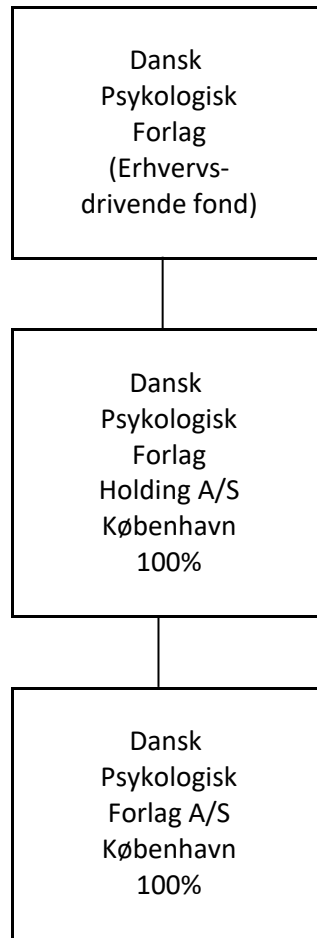 Dansk
Psykologisk
Forlag
(Erhvervs-
drivende fond)
Dansk
Psykologisk
Forlag
Holding A/S
København
100%
Dansk
Psykologisk
Forlag A/S
København
100%